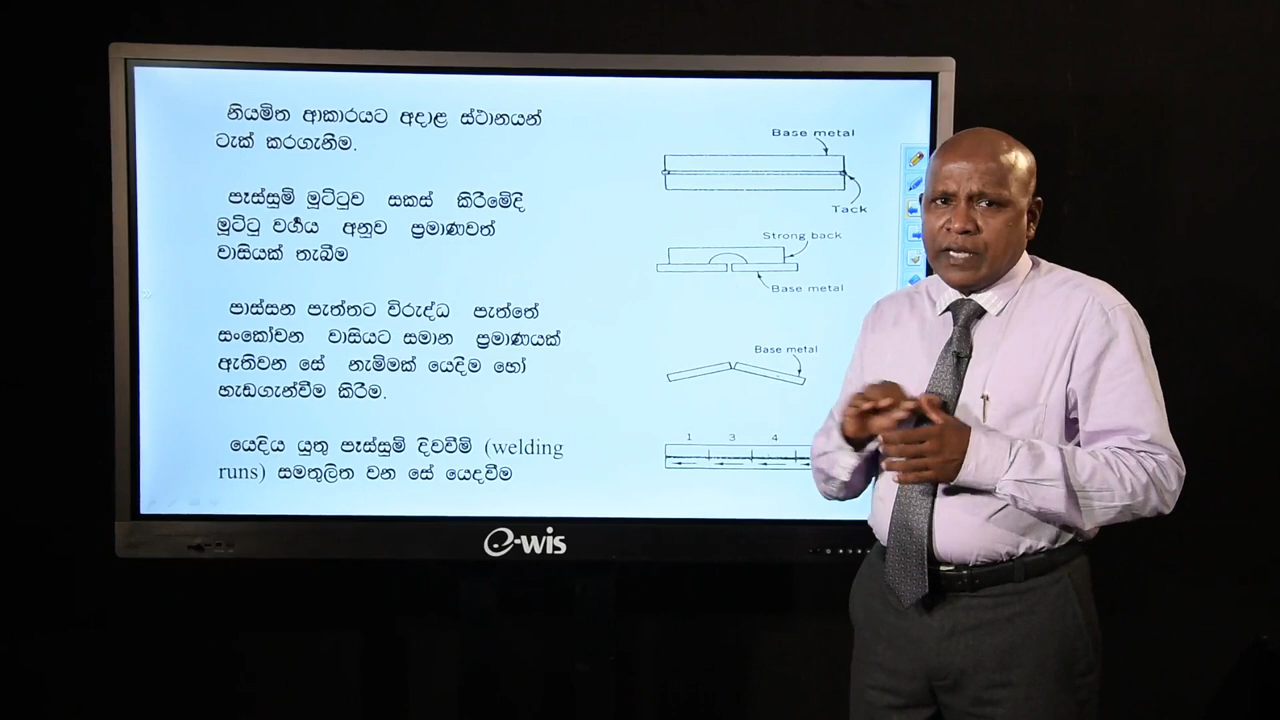 නියමිත ආකාරයට අදාළ ස්ථානයන්
ටැක් කරගැනීම.
පෑස්සුම් මූට්ටුව සකස් කිරීමේදී
මූට්ටු වර්‍ගය අනුව ප්‍රමාණවත්
වාසියක් තැබීම
පාස්සන පැත්තට විරුද්ධ පැත්තේ
සංකෝචන වාසියට සමාන ප්‍රමාණයක්
ඇතිවන සේ නැම්මක් යෙදීම හෝ
හැඩගැන්වීම කිරීම.
යෙදිය යුතු පෑස්සුම් දිවවීම් (welding
runs) සමතුලිත වන සේ යෙදවීම
Base metal
Tack
Strong back
Base metal
Base metal
1 3 4
e-wis